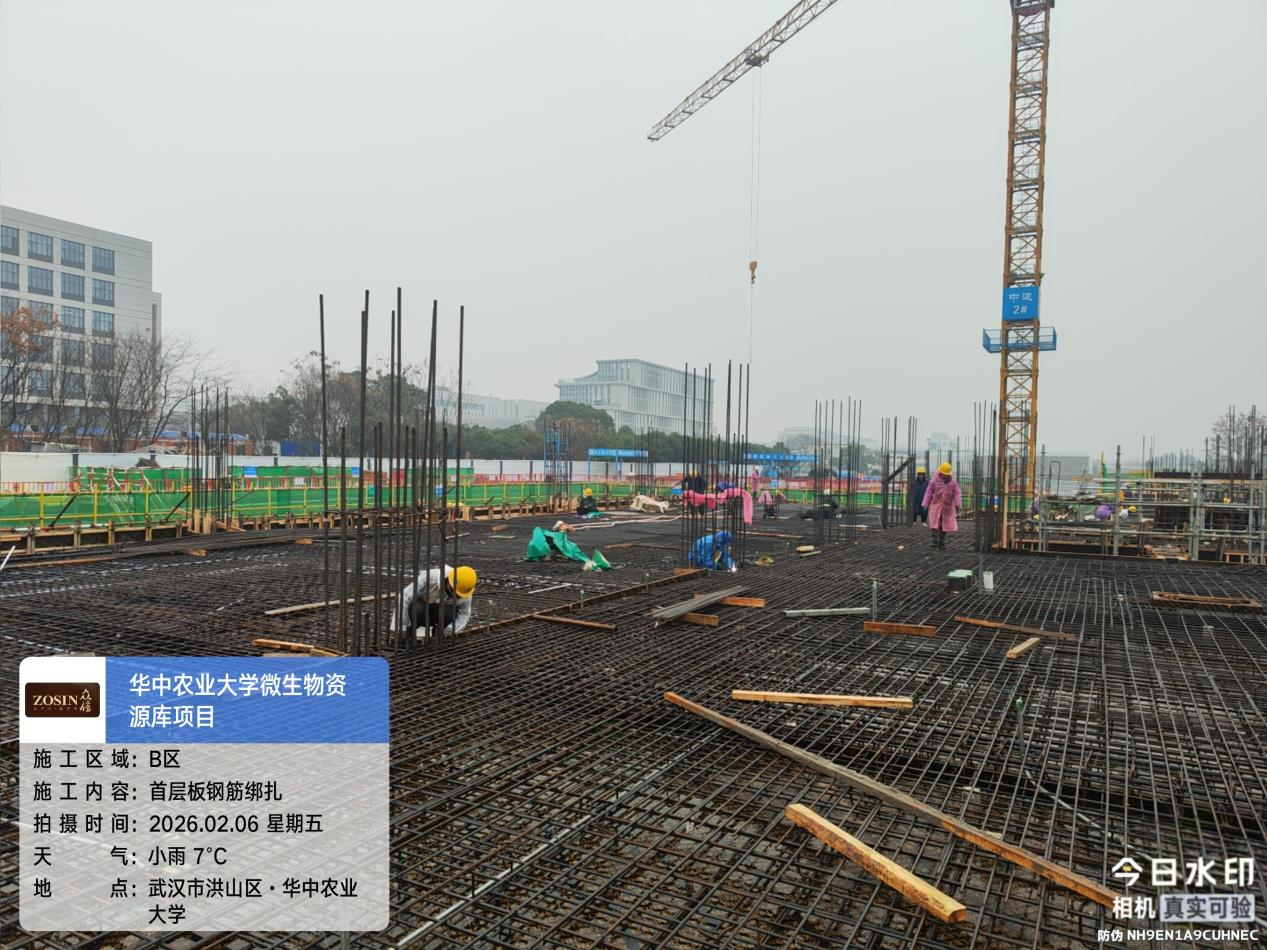 中建
2#
ZOSIN 众信
华中农业大学微生物资
源库项目
施工区域：B区
施工内容：首层板钢筋绑扎
拍摄时间：2026.02.06 星期五
天气：小雨 7℃
地点：武汉市洪山区·华中农业
大学
今日水印
相机 真实可验
防伪 NH9EN1A9CUHNEC